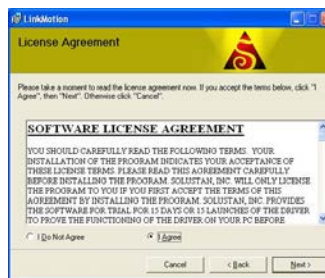 LinkMotion
License Agreement
Please take a moment to read the license agreement now. If you accept the terms below, click "I
Agree", then "Next". Otherwise click "Cancel".
SOFTWARE LICENSE AGREEMENT
YOU SHOULD CAREFULLY READ THE FOLLOWING TERMS. YOUR
INSTALLATION OF THE PROGRAM INDICATES YOUR ACCEPTANCE OF
THESE LICENSE TERMS. PLEASE READ THIS AGREEMENT CAREFULLY
BEFORE INSTALLING THE PROGRAM. SOLUSTAN, INC. WILL ONLY LICENSE
THE PROGRAM TO YOU IF YOU FIRST ACCEPT THE TERMS OF THIS
AGREEMENT BY INSTALLING THE PROGRAM. SOLUSTAN, INC. PROVIDES
THE SOFTWARE FOR TRIAL FOR 15 DAYS OR 15 LAUNCHES OF THE DRIVER
TO PROVE THE FUNCTIONING OF THE DRIVER ON YOUR PC BEFORE
I Do Not Agree
I Agree
Cancel
< Back
Next >